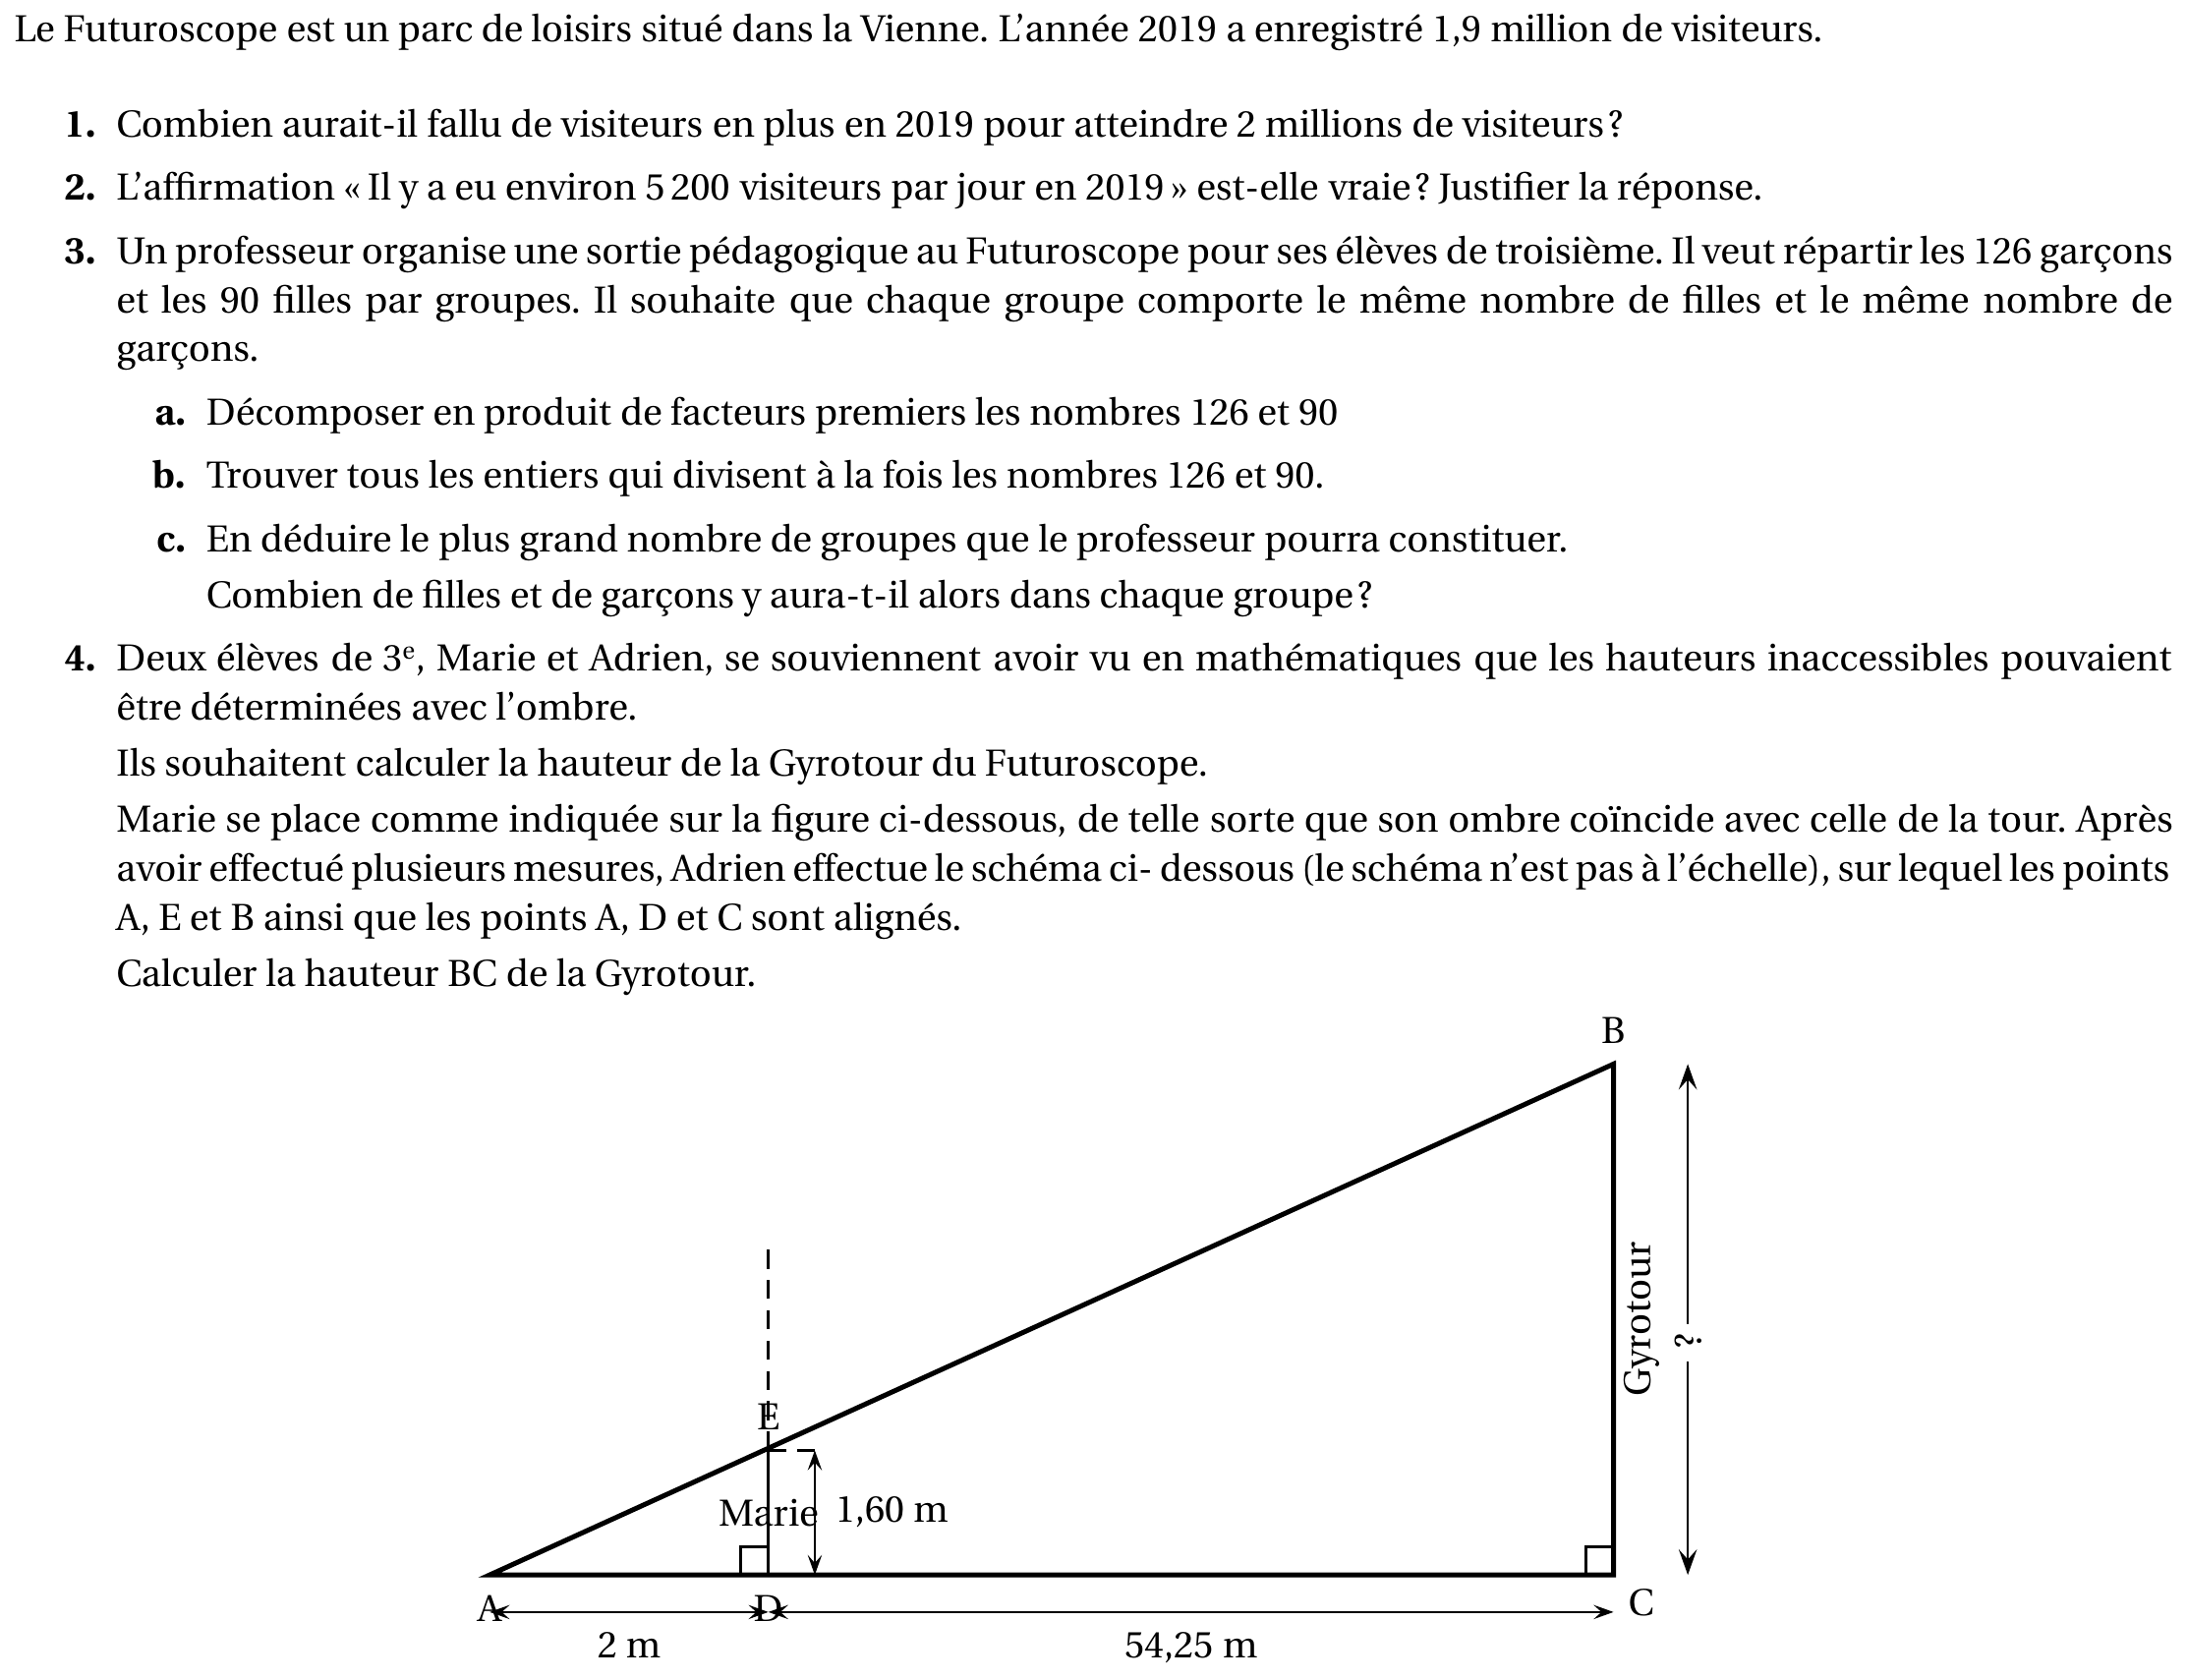 Le Futuroscope est un parc de loisirs situé dans la Vienne. L’année 2019 a enregistré 1,9 million de visiteurs.
1. Combien aurait-il fallu de visiteurs en plus en 2019 pour atteindre 2 millions de visiteurs ?
2. L’affirmation « Il y a eu environ 5 200 visiteurs par jour en 2019 » est-elle vraie ? Justifier la réponse.
3. Un professeur organise une sortie pédagogique au Futuroscope pour ses élèves de troisième. Il veut répartir les 126 garçons
et les 90 filles par groupes. Il souhaite que chaque groupe comporte le même nombre de filles et le même nombre de
garçons.
a. Décomposer en produit de facteurs premiers les nombres 126 et 90
b. Trouver tous les entiers qui divisent à la fois les nombres 126 et 90.
c. En déduire le plus grand nombre de groupes que le professeur pourra constituer.
Combien de filles et de garçons y aura-t-il alors dans chaque groupe ?
4. Deux élèves de 3e, Marie et Adrien, se souviennent avoir vu en mathématiques que les hauteurs inaccessibles pouvaient
être déterminées avec l’ombre.
Ils souhaitent calculer la hauteur de la Gyrotour du Futuroscope.
Marie se place comme indiquée sur la figure ci-dessous, de telle sorte que son ombre coïncide avec celle de la tour. Après
avoir effectué plusieurs mesures, Adrien effectue le schéma ci- dessous (le schéma n’est pas à l’échelle), sur lequel les points
A, E et B ainsi que les points A, D et C sont alignés.
Calculer la hauteur BC de la Gyrotour.
B
Gyrotour
?
E
Marie
1,60 m
A
D
C
2 m
54,25 m